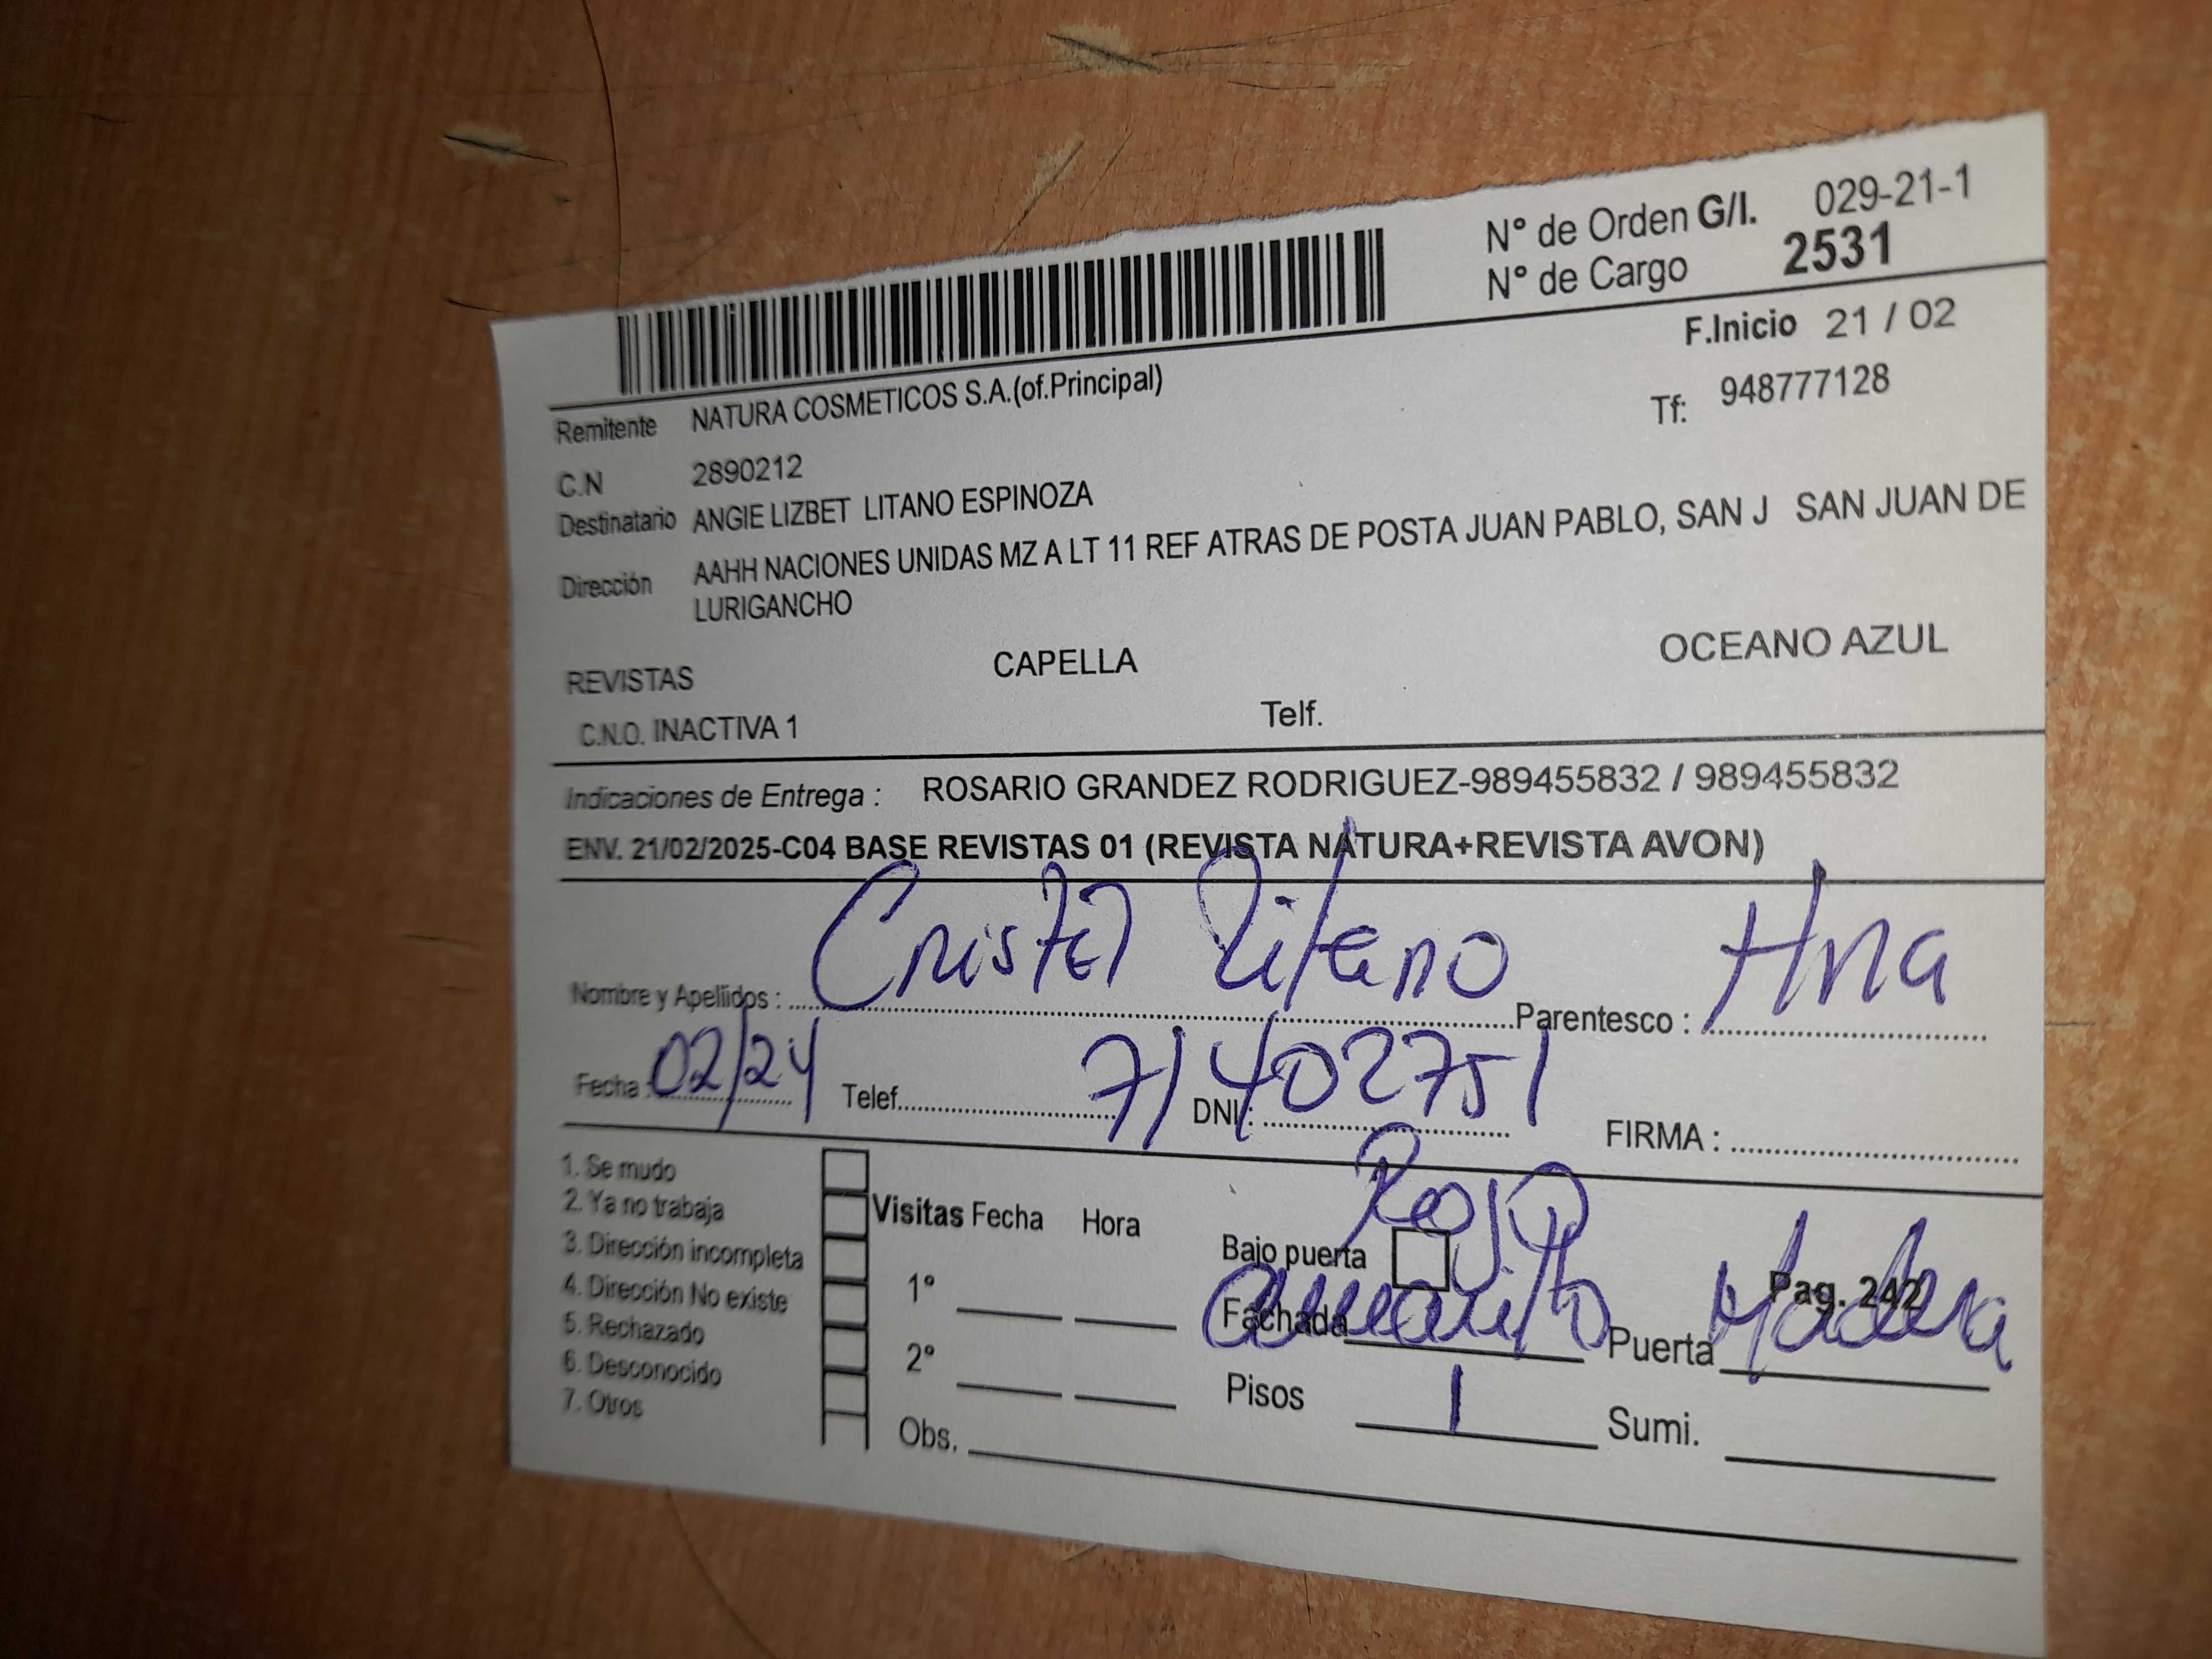 N° de Orden G/I. 029-21-1
N° de Cargo 2531
F.Inicio 21 / 02
Remitente NATURA COSMETICOS S.A.(of.Principal)
Tf: 948777128
C.N 2890212
Destinatario ANGIE LIZBET LITANO ESPINOZA
Dirección AAHH NACIONES UNIDAS MZ A LT 11 REF ATRAS DE POSTA JUAN PABLO, SAN J SAN JUAN DE
LURIGANCHO
REVISTAS CAPELLA OCEANO AZUL
C.N.O. INACTIVA 1 Telf.
Indicaciones de Entrega : ROSARIO GRANDEZ RODRIGUEZ-989455832 / 989455832
ENV. 21/02/2025-C04 BASE REVISTAS 01 (REVISTA NATURA+REVISTA AVON)
Nombre y Apellidos : Cristel Litano Parentesco : Hna
Fecha : 02/24 Telef. DNI : 71402751 FIRMA :
1. Se mudo
2. Ya no trabaja
3. Dirección incompleta
4. Dirección No existe
5. Rechazado
6. Desconocido
7. Otros
Visitas Fecha Hora
1°
2°
Obs.
Bajo puerta Rojo
Fachada Puerta Madera
Pag. 242
Pisos 1 Sumi.